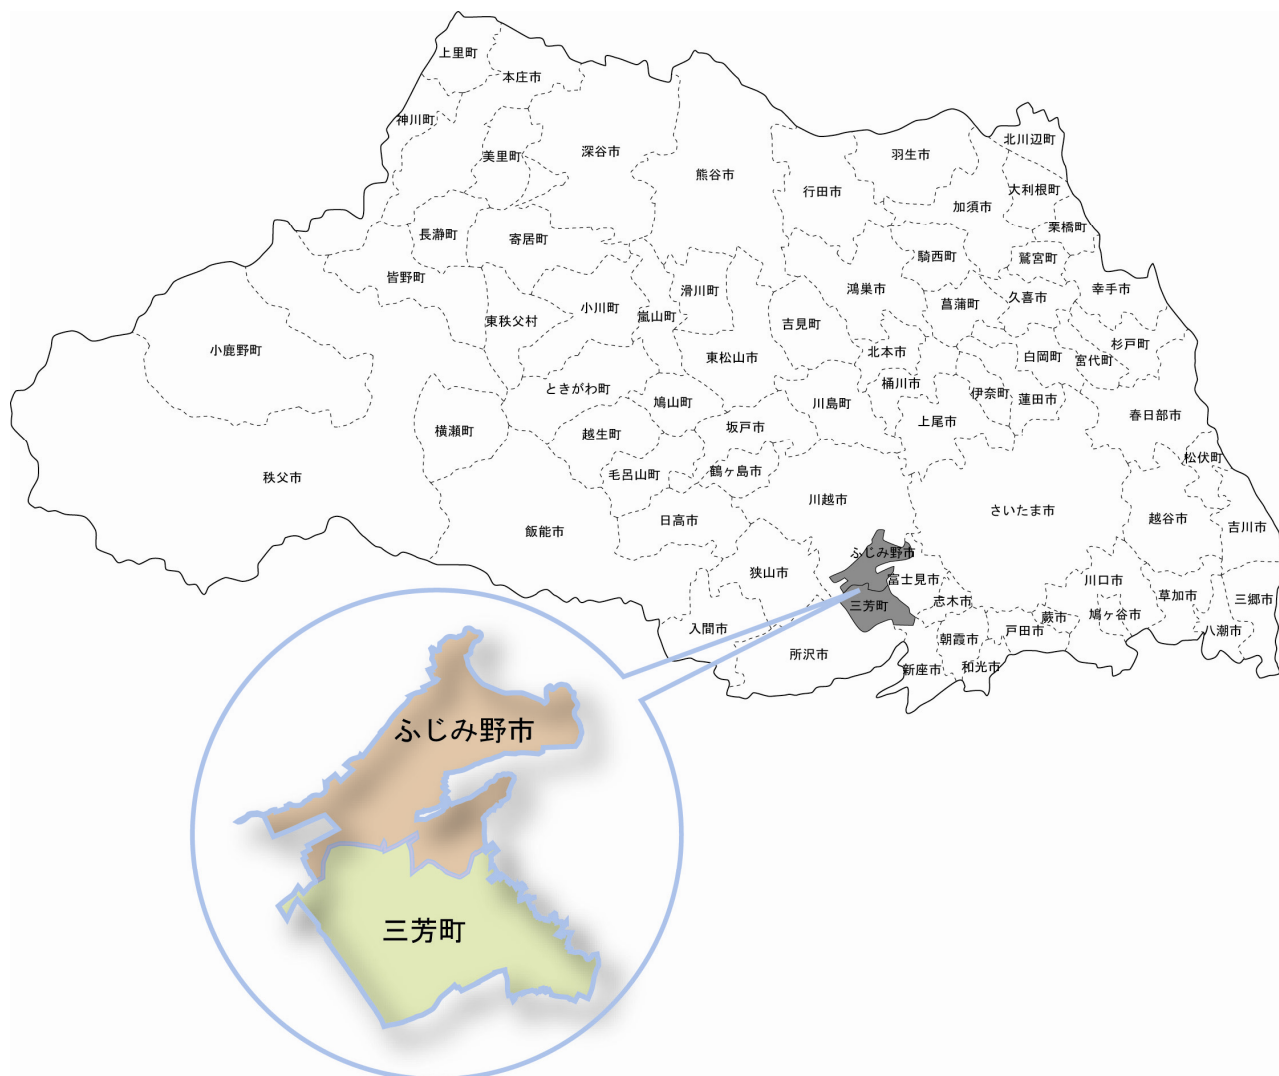 上里町
本庄市
神川町
美里町
深谷市
熊谷市
行田市
羽生市
北川辺町
大利根町
加須市
栗橋町
長瀞町
寄居町
皆野町
騎西町
鷲宮町
幸手市
久喜市
菖蒲町
鴻巣市
滑川町
小川町
嵐山町
東秩父村
吉見町
小鹿野町
東松山市
北本市
白岡町
宮代町
杉戸町
ときがわ町
鳩山町
桶川市
伊奈町
蓮田市
川島町
上尾市
春日部市
横瀬町
越生町
坂戸市
松伏町
秩父市
毛呂山町
鶴ヶ島市
川越市
さいたま市
越谷市
吉川市
飯能市
日高市
ふじみ野市
狭山市
富士見市
川口市
志木市
三芳町
草加市
三郷市
鳩ヶ谷市
蕨市
入間市
戸田市
八潮市
朝霞市
所沢市
新座市
和光市
ふじみ野市
三芳町